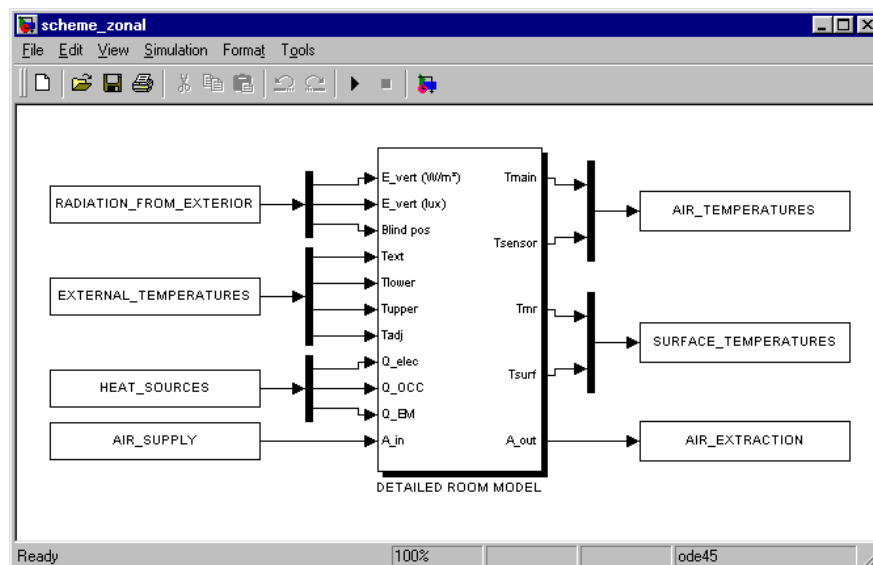 scheme_zonal
File Edit View Simulation Format Tools
RADIATION_FROM_EXTERIOR
EXTERNAL_TEMPERATURES
HEAT_SOURCES
AIR_SUPPLY
E_vert (W/m²)
E_vert (lux)
Blind pos
Text
Tlower
Tupper
Tadj
Q_elec
Q_OCC
Q_EM
A_in
Tmain
Tsensor
Tmr
Tsurf
A_out
DETAILED ROOM MODEL
AIR_TEMPERATURES
SURFACE_TEMPERATURES
AIR_EXTRACTION
Ready 100% ode45